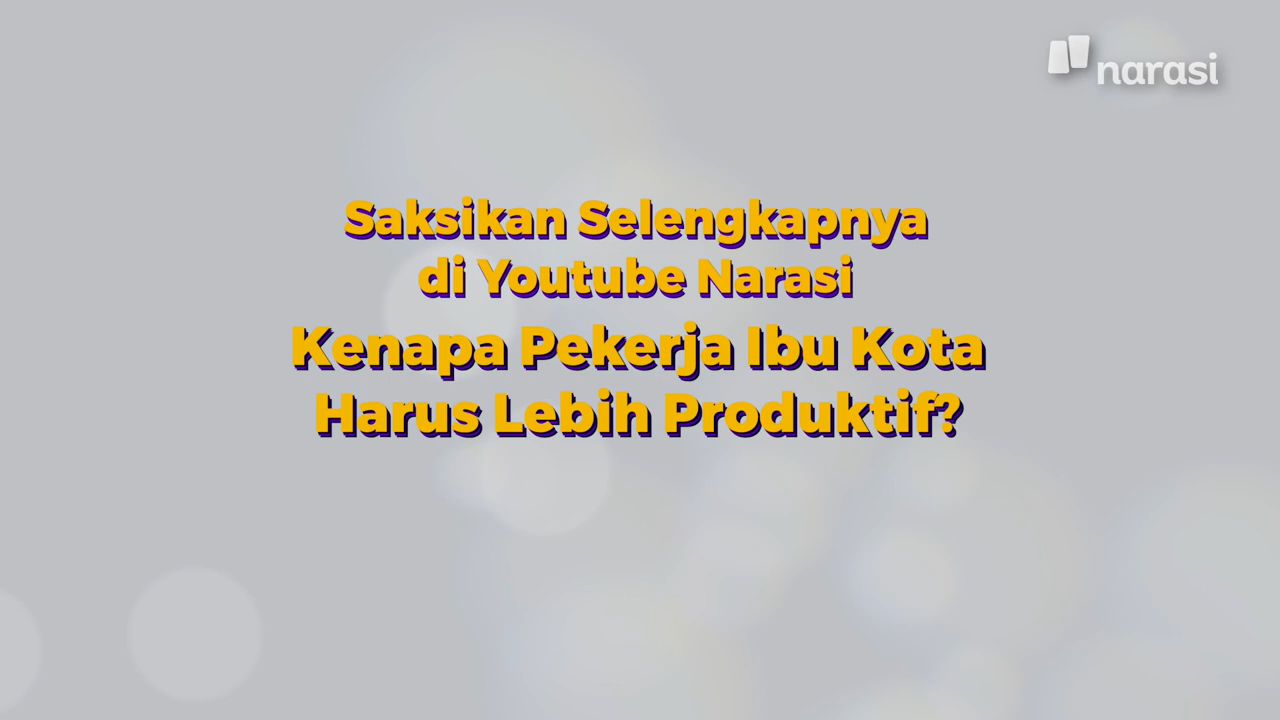 narasi
Saksikan Selengkapnya
di Youtube Narasi
Kenapa Pekerja Ibu Kota
Harus Lebih Produktif?